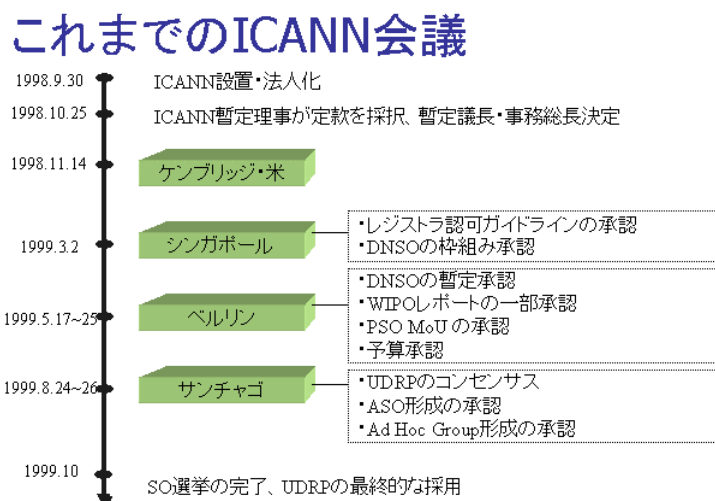 これまでのICANN会議
1998.9.30 ICANN設置・法人化
1998.10.25 ICANN暫定理事が定款を採択、暫定議長・事務総長決定
1998.11.14 ケンブリッジ・米
1999.3.2 シンガポール
・レジストラ認可ガイドラインの承認
・DNSOの枠組み承認
1999.5.17~25 ベルリン
・DNSOの暫定承認
・WIPOレポートの一部承認
・PSO MoUの承認
・予算承認
1999.8.24~26 サンチャゴ
・UDRPのコンセンサス
・ASO形成の承認
・Ad Hoc Group形成の承認
1999.10 SO選挙の完了、UDRPの最終的な採用